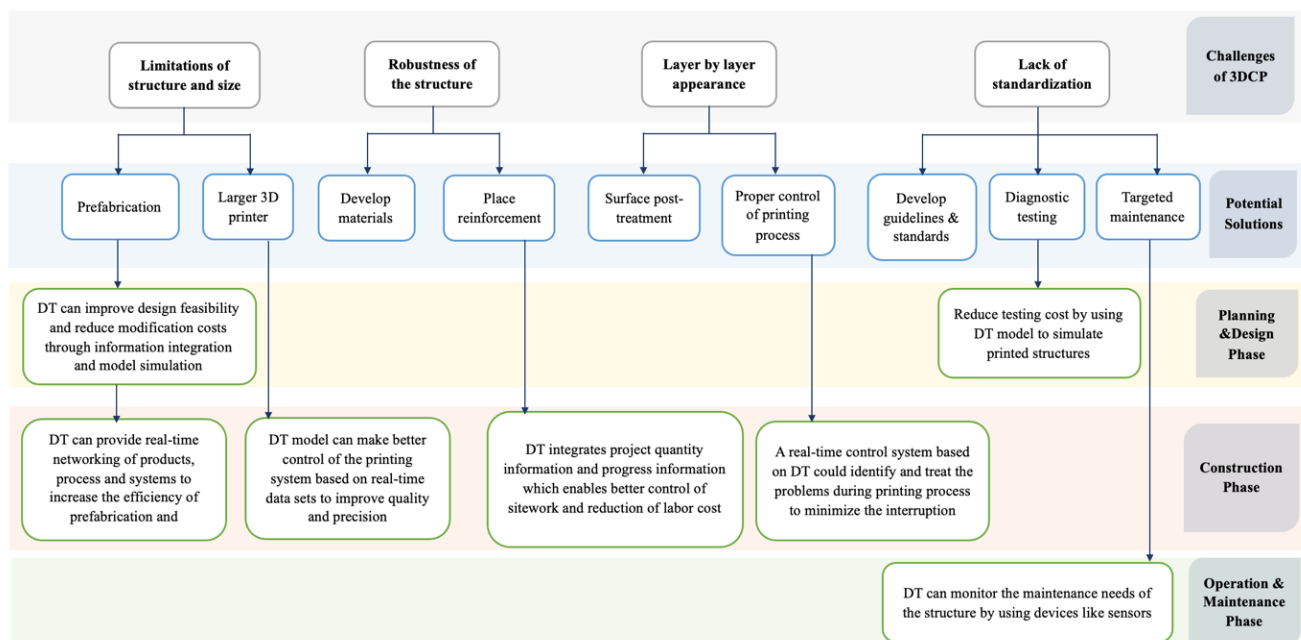 Limitations of
structure and size
Robustness of
the structure
Layer by layer
appearance
Lack of
standardization
Challenges
of 3DCP
Prefabrication
Larger 3D
printer
Develop
materials
Place
reinforcement
Surface post-
treatment
Proper control
of printing
process
Develop
guidelines &
standards
Diagnostic
testing
Targeted
maintenance
Potential
Solutions
DT can improve design feasibility
and reduce modification costs
through information integration
and model simulation
Reduce testing cost by using
DT model to simulate
printed structures
Planning
&Design
Phase
DT can provide real-time
networking of products,
process and systems to
increase the efficiency of
prefabrication and
DT model can make better
control of the printing
system based on real-time
data sets to improve quality
and precision
DT integrates project quantity
information and progress information
which enables better control of
sitework and reduction of labor cost
A real-time control system based
on DT could identify and treat the
problems during printing process
to minimize the interruption
Construction
Phase
DT can monitor the maintenance needs of
the structure by using devices like sensors
Operation &
Maintenance
Phase